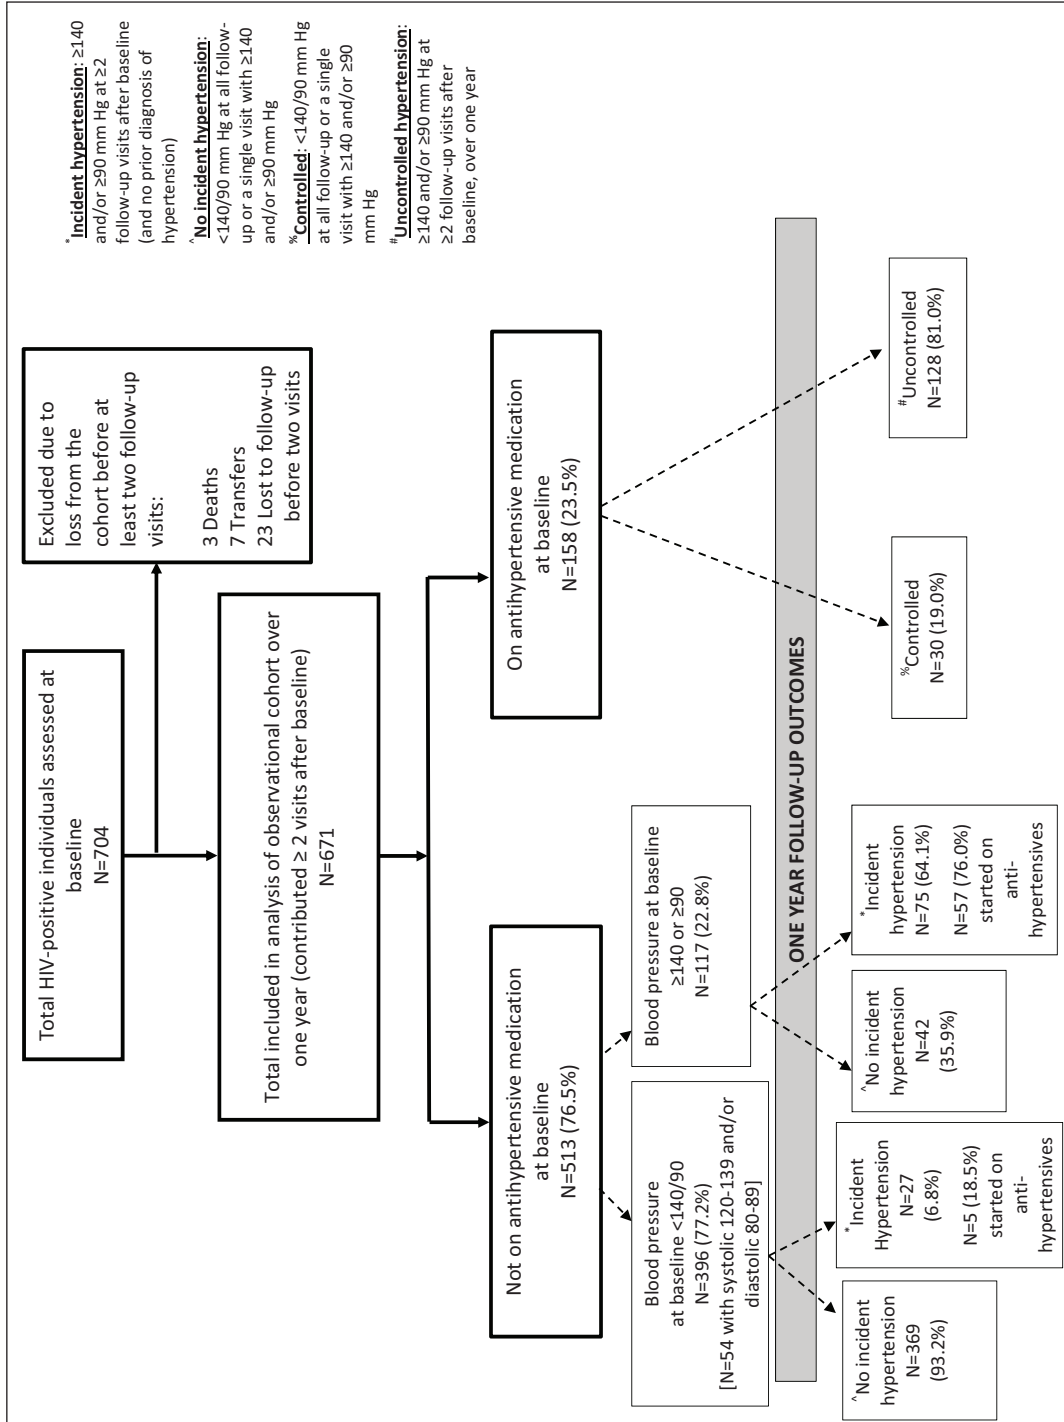 Total HIV-positive individuals assessed at
baseline
N=704
Excluded due to
loss from the
cohort before at
least two follow-up
visits:
3 Deaths
7 Transfers
23 Lost to follow-up
before two visits
Total included in analysis of observational cohort over
one year (contributed ≥ 2 visits after baseline)
N=671
Not on antihypertensive medication
at baseline
N=513 (76.5%)
On antihypertensive medication
at baseline
N=158 (23.5%)
Blood pressure
at baseline <140/90
N=396 (77.2%)
[N=54 with systolic 120-139 and/or
diastolic 80-89]
Blood pressure at baseline
≥140 or ≥90
N=117 (22.8%)
ONE YEAR FOLLOW-UP OUTCOMES
^No incident
hypertension
N=369
(93.2%)
*Incident
Hypertension
N=27
(6.8%)
N=5 (18.5%)
started on
anti-
hypertensives
^No incident
hypertension
N=42
(35.9%)
*Incident
hypertension
N=75 (64.1%)
N=57 (76.0%)
started on
anti-
hypertensives
%Controlled
N=30 (19.0%)
#Uncontrolled
N=128 (81.0%)
*Incident hypertension: ≥140
and/or ≥90 mm Hg at ≥2
follow-up visits after baseline
(and no prior diagnosis of
hypertension)
^No incident hypertension:
<140/90 mm Hg at all follow-
up or a single visit with ≥140
and/or ≥90 mm Hg
%Controlled: <140/90 mm Hg
at all follow-up or a single
visit with ≥140 and/or ≥90
mm Hg
#Uncontrolled hypertension:
≥140 and/or ≥90 mm Hg at
≥2 follow-up visits after
baseline, over one year